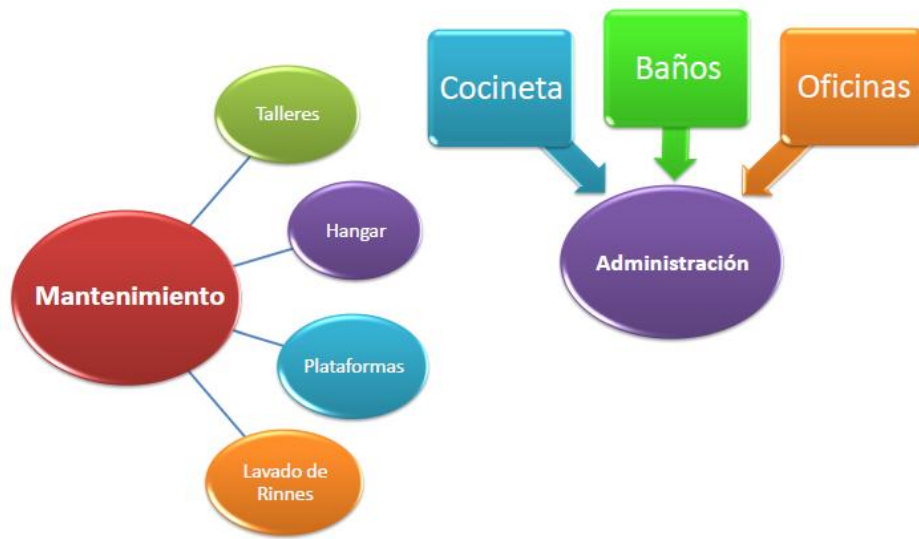 Talleres
Hangar
Mantenimiento
Plataformas
Lavado de
Rinnes
Cocineta
Baños
Oficinas
Administración